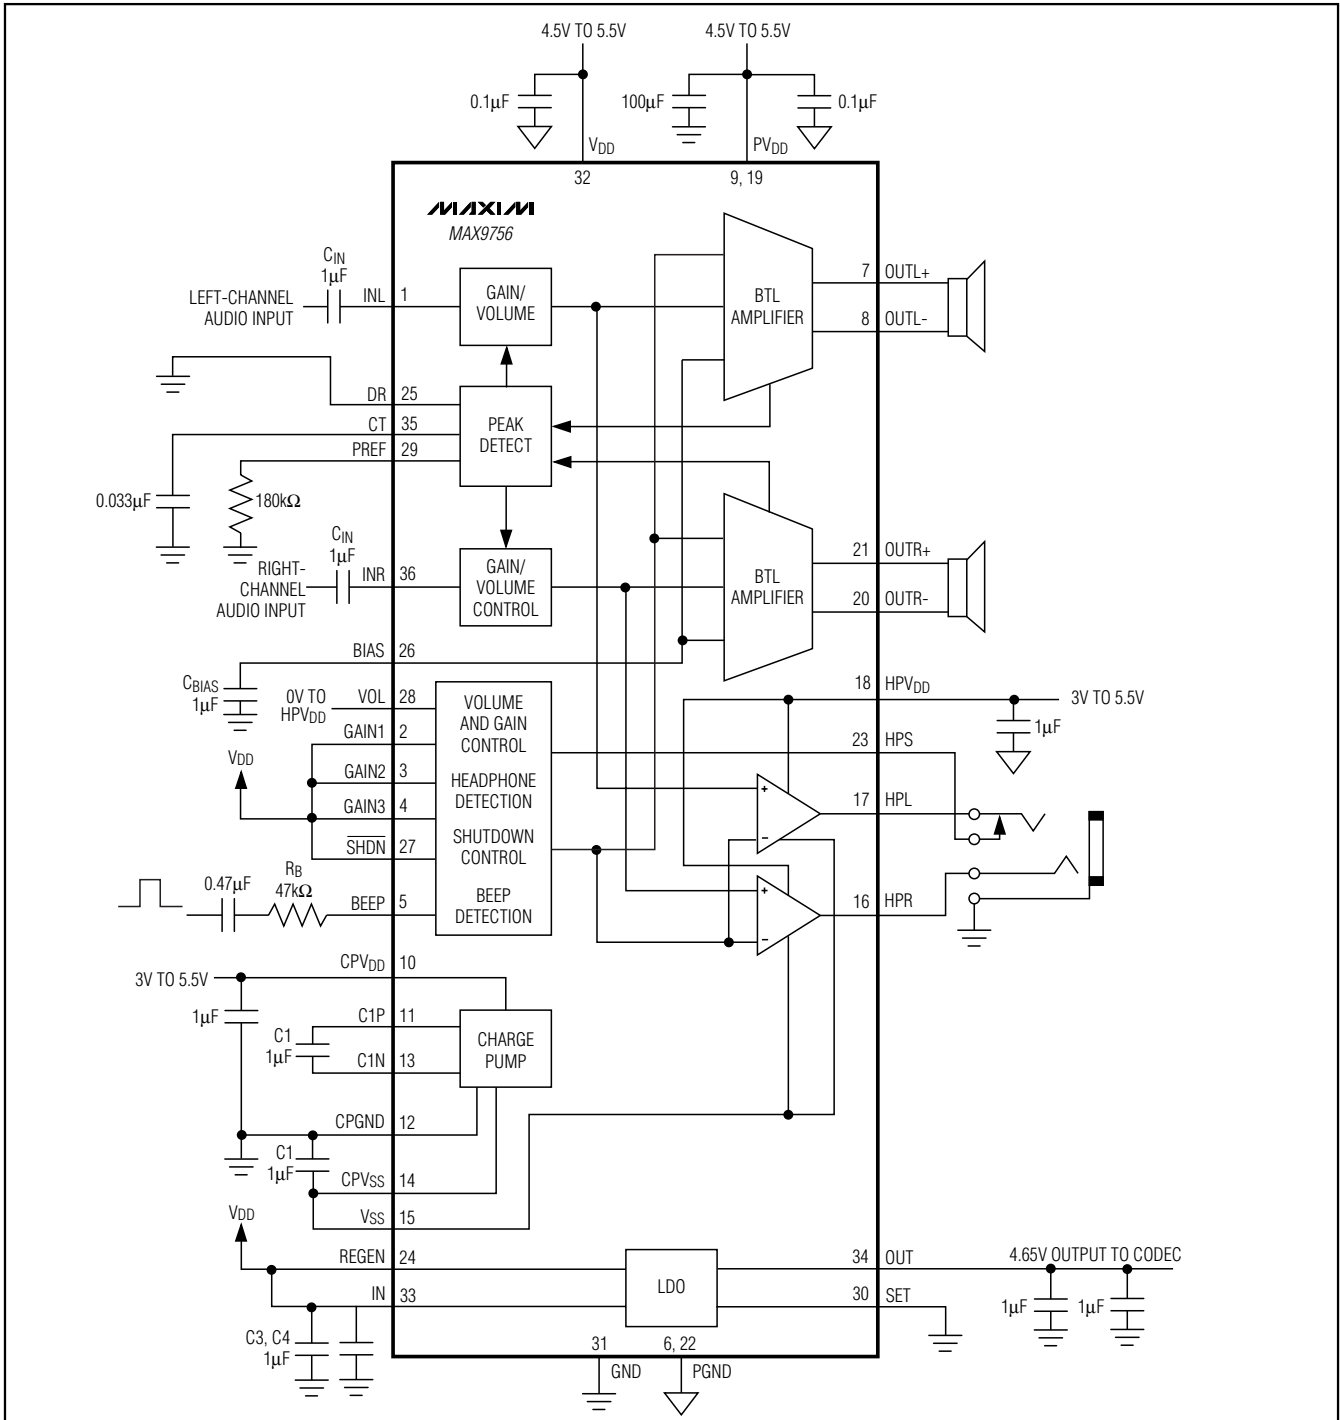 4.5V TO 5.5V
4.5V TO 5.5V
0.1µF
100µF
0.1µF
VDD
PVDD
32
9, 19
MAXIM
MAX9756
CIN
1µF
LEFT-CHANNEL
AUDIO INPUT
INL
1
GAIN/
VOLUME
BTL
AMPLIFIER
7
OUTL+
8
OUTL-
DR
25
CT
35
PREF
29
PEAK
DETECT
0.033µF
180kΩ
CIN
1µF
RIGHT-
CHANNEL
AUDIO INPUT
INR
36
GAIN/
VOLUME
CONTROL
BTL
AMPLIFIER
21
OUTR+
20
OUTR-
BIAS
26
CBIAS
1µF
0V TO
HPVDD
VOL
28
GAIN1
2
VDD
GAIN2
3
GAIN3
4
SHDN
27
VOLUME
AND GAIN
CONTROL
HEADPHONE
DETECTION
SHUTDOWN
CONTROL
BEEP
DETECTION
18
HPVDD
3V TO 5.5V
1µF
23
HPS
+
−
17
HPL
+
−
16
HPR
0.47µF
RB
47kΩ
BEEP
5
3V TO 5.5V
CPVDD
10
1µF
C1P
11
C1
1µF
C1N
13
CHARGE
PUMP
CPGND
12
C1
1µF
CPVSS
14
VSS
15
VDD
REGEN
24
IN
33
C3, C4
1µF
LDO
34
OUT
4.65V OUTPUT TO CODEC
30
SET
1µF
1µF
31
GND
6, 22
PGND